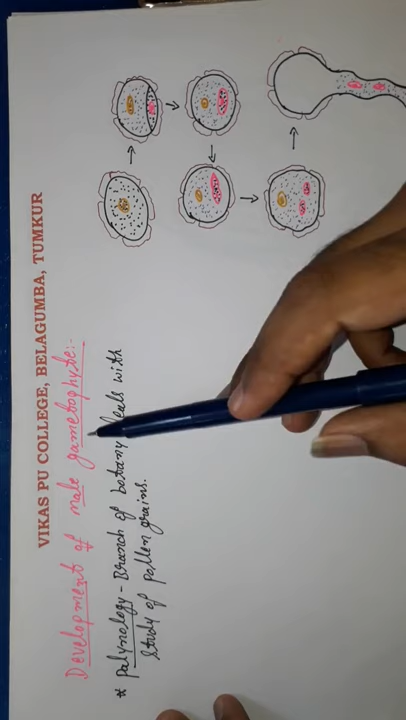 VIKAS PU COLLEGE, BELAGUMBA, TUMKUR
Development of male gametophyte:-
* Palynology - Branch of botany deals with
study of pollen grains.